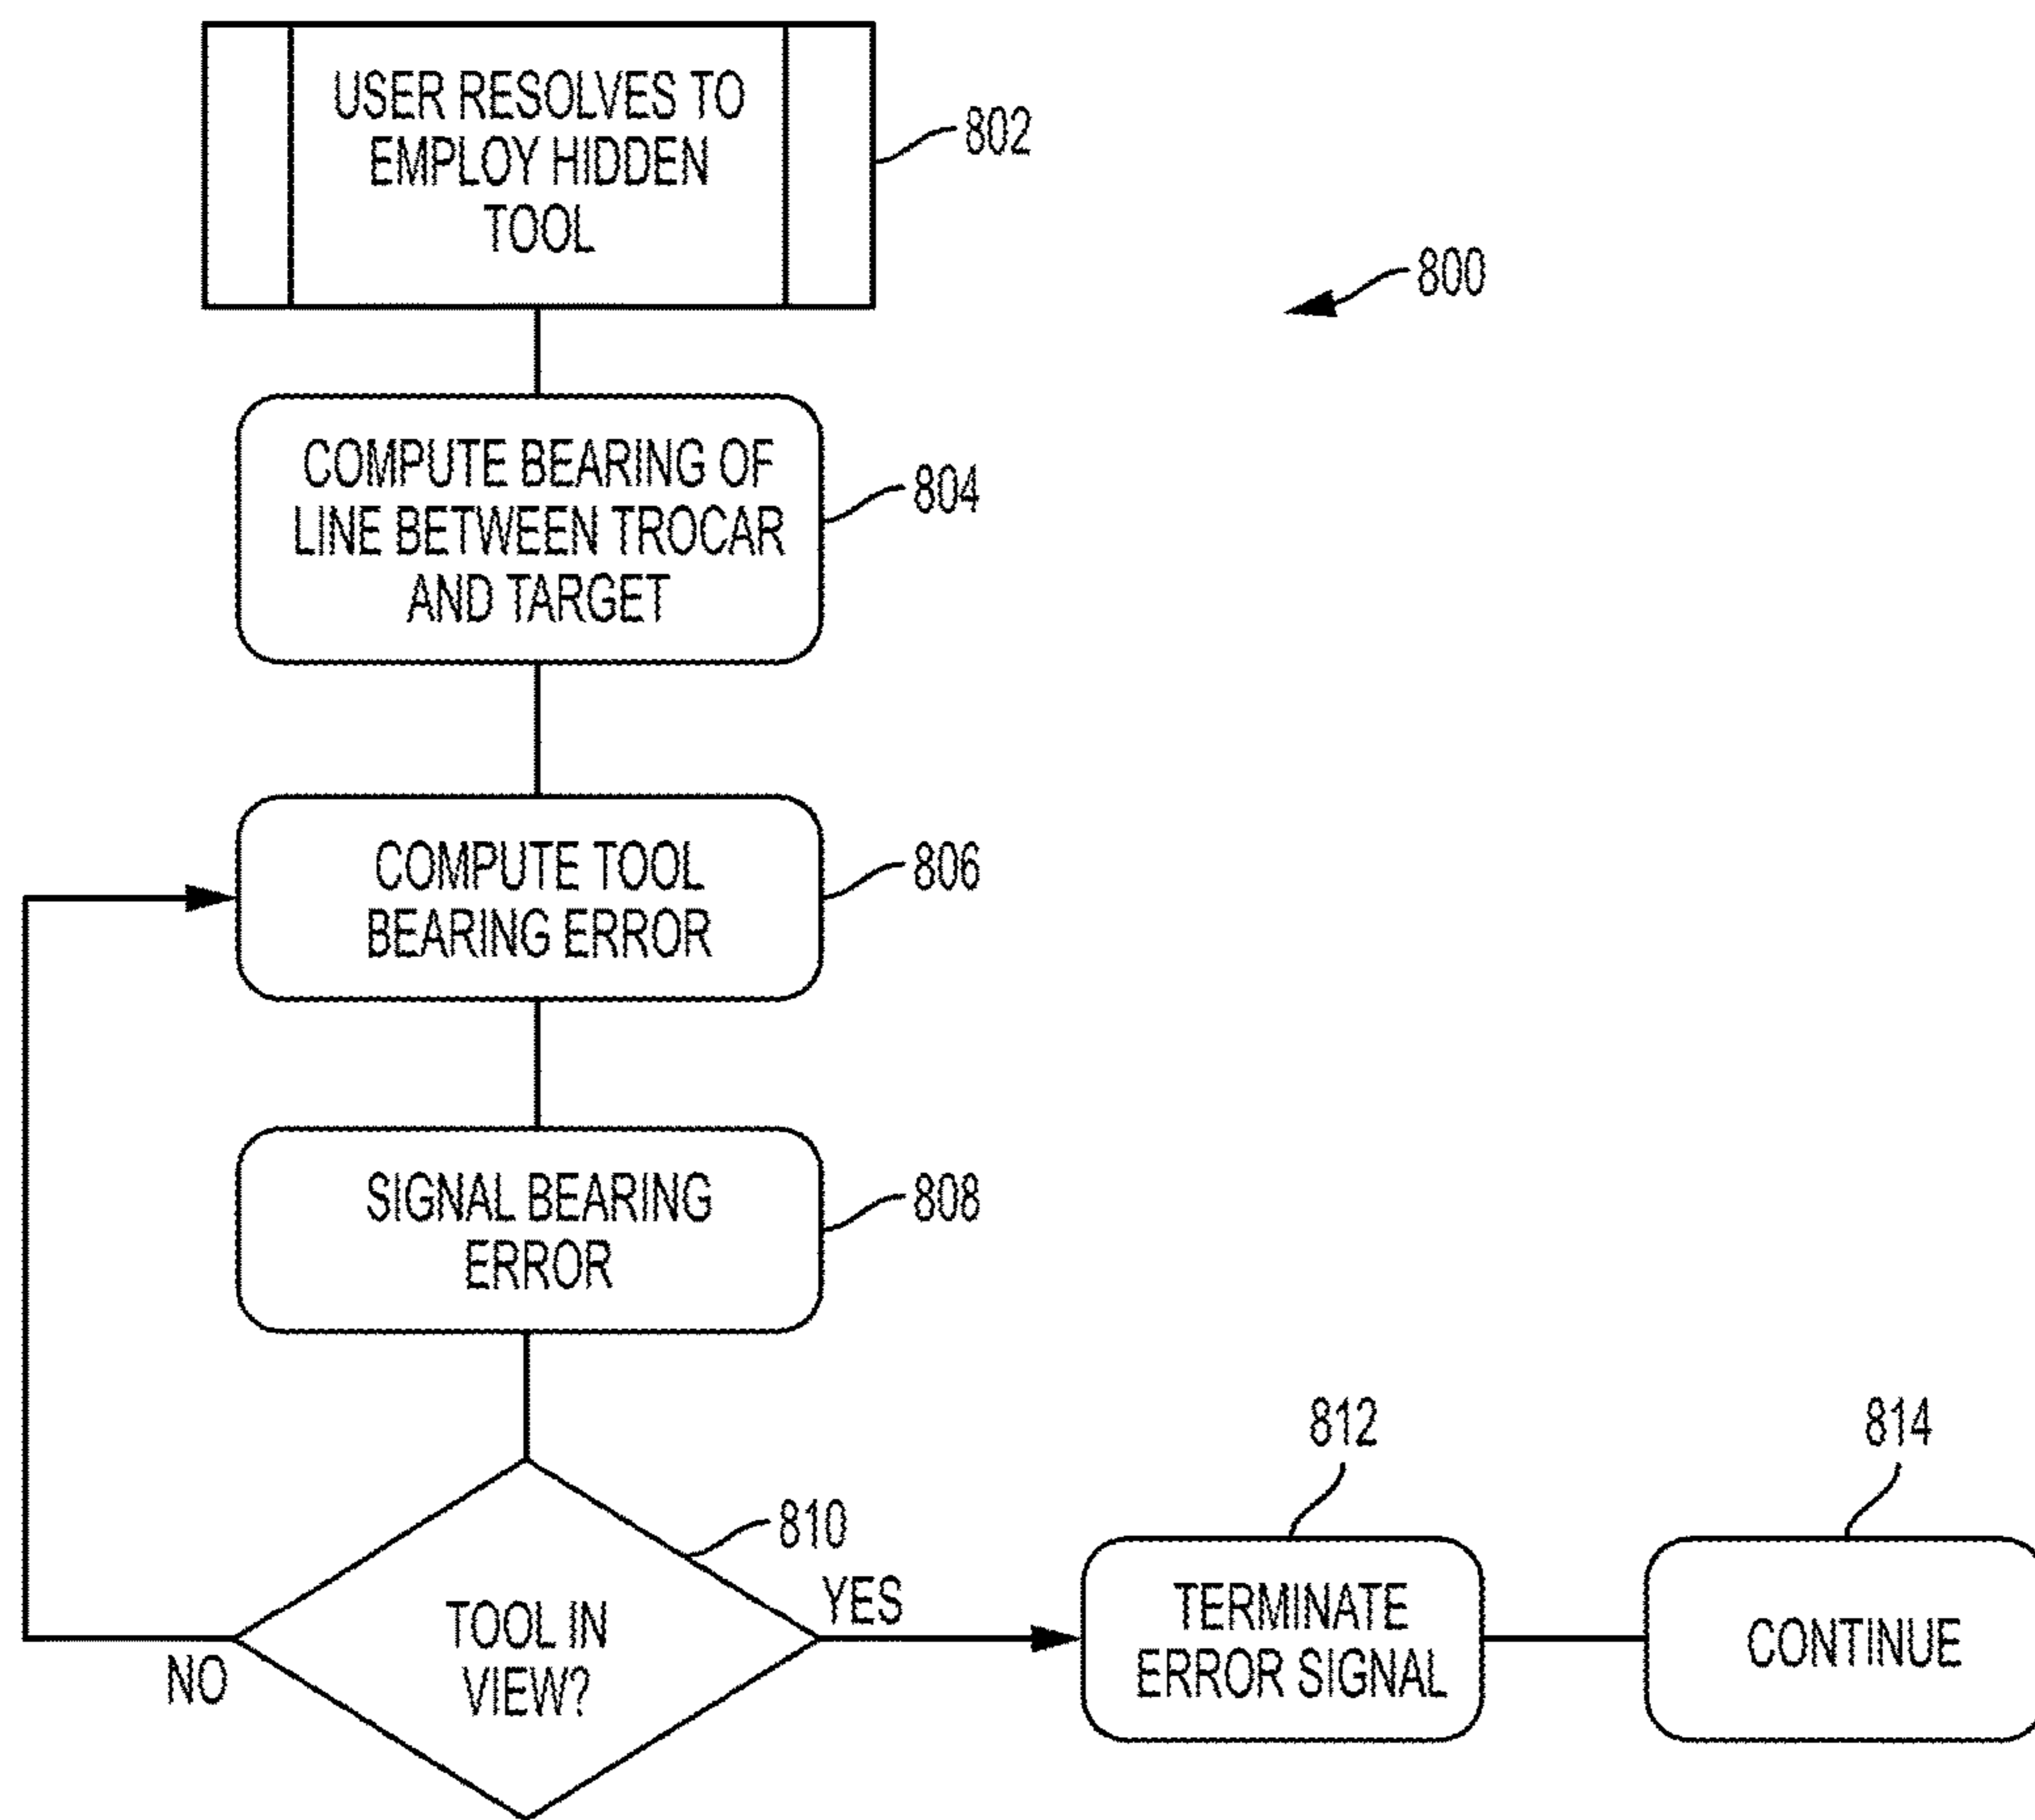 USER RESOLVES TO
EMPLOY HIDDEN
TOOL
802
800
COMPUTE BEARING OF
LINE BETWEEN TROCAR
AND TARGET
804
COMPUTE TOOL
BEARING ERROR
806
SIGNAL BEARING
ERROR
808
810
TOOL IN
VIEW?
NO
YES
812
TERMINATE
ERROR SIGNAL
814
CONTINUE